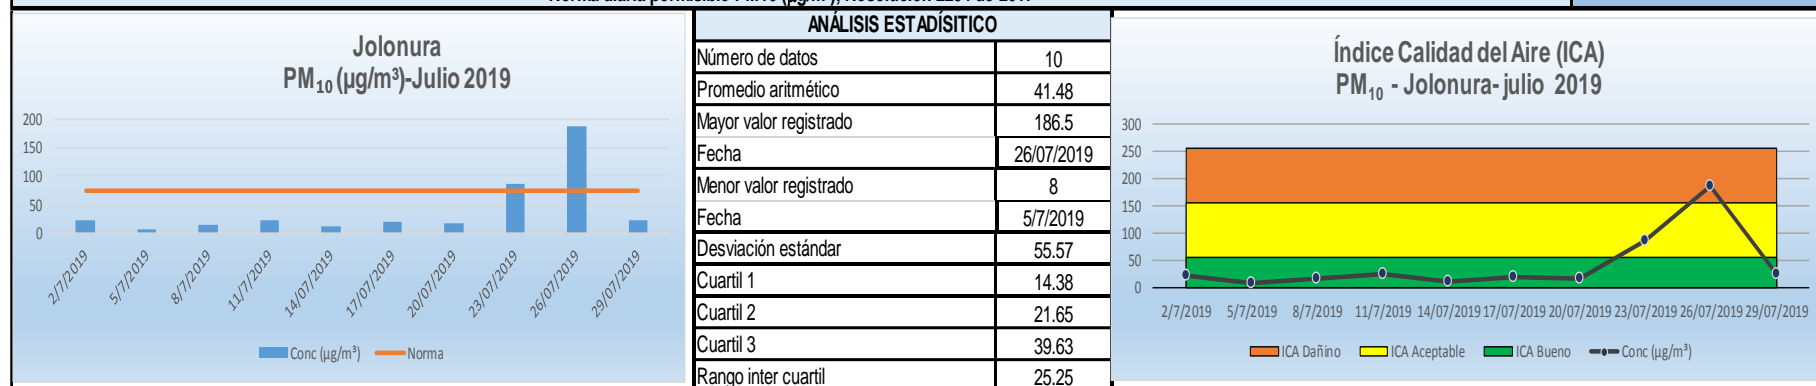 Jolonura
PM₁₀ (µg/m³)-Julio 2019
200
150
100
50
0
2/7/2019
5/7/2019
8/7/2019
11/7/2019
14/07/2019
17/07/2019
20/07/2019
23/07/2019
26/07/2019
29/07/2019
Conc (µg/m³) Norma
ANÁLISIS ESTADÍSITICO
Número de datos 10
Promedio aritmético 41.48
Mayor valor registrado 186.5
Fecha 26/07/2019
Menor valor registrado 8
Fecha 5/7/2019
Desviación estándar 55.57
Cuartil 1 14.38
Cuartil 2 21.65
Cuartil 3 39.63
Rango inter cuartil 25.25
Índice Calidad del Aire (ICA)
PM₁₀ - Jolonura- julio 2019
300
250
200
150
100
50
0
2/7/2019 5/7/2019 8/7/2019 11/7/2019 14/07/2019 17/07/2019 20/07/2019 23/07/2019 26/07/2019 29/07/2019
ICA Dañino ICA Aceptable ICA Bueno Conc (µg/m³)